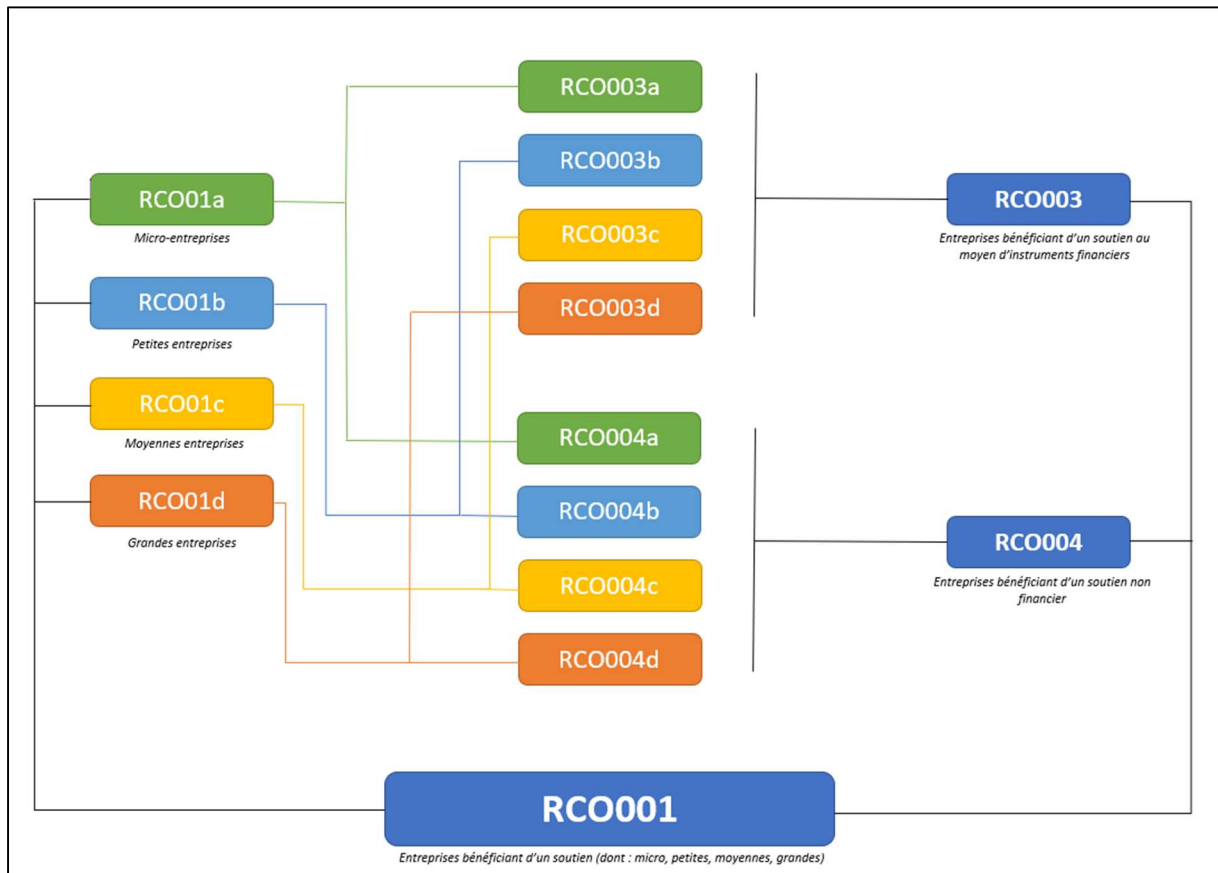 RCO01a
Micro-entreprises
RCO01b
Petites entreprises
RCO01c
Moyennes entreprises
RCO01d
Grandes entreprises
RCO003a
RCO003b
RCO003c
RCO003d
RCO004a
RCO004b
RCO004c
RCO004d
RCO003
Entreprises bénéficiant d’un soutien au
moyen d’instruments financiers
RCO004
Entreprises bénéficiant d’un soutien non
financier
RCO001
Entreprises bénéficiant d’un soutien (dont : micro, petites, moyennes, grandes)